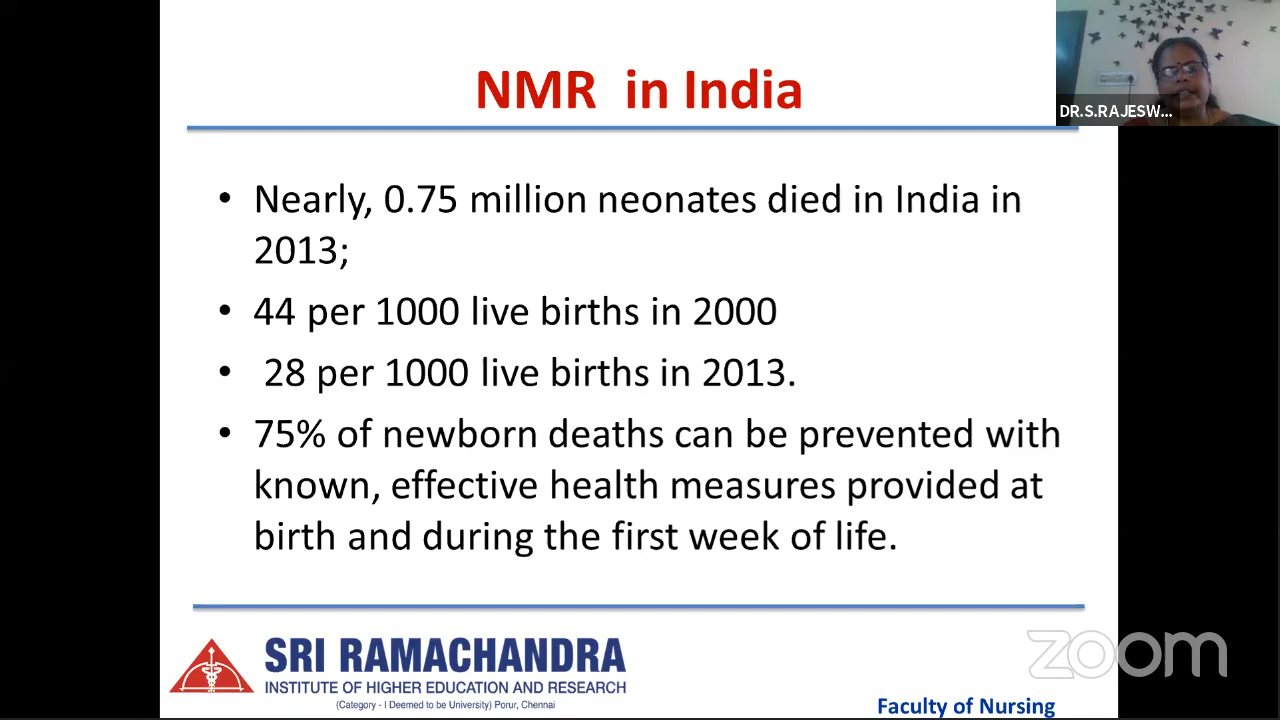 NMR in India
DR.S.RAJESW...
• Nearly, 0.75 million neonates died in India in
2013;
• 44 per 1000 live births in 2000
• 28 per 1000 live births in 2013.
• 75% of newborn deaths can be prevented with
known, effective health measures provided at
birth and during the first week of life.
SRI RAMACHANDRA
INSTITUTE OF HIGHER EDUCATION AND RESEARCH
(Category - I Deemed to be University) Porur, Chennai
zoom
Faculty of Nursing